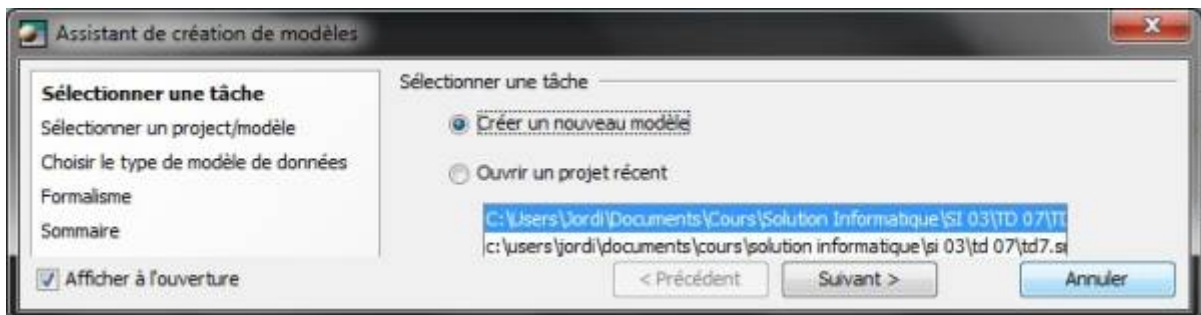 Assistant de création de modèles
Sélectionner une tâche
Sélectionner un project/modèle
Choisir le type de modèle de données
Formalisme
Sommaire
Afficher à l'ouverture
Sélectionner une tâche
Créer un nouveau modèle
Ouvrir un projet récent
C:\Users\Jordi\Documents\Cours\Solution Informatique\SI 03\TD 07\
c:\users\jordi\documents\cours\solution informatique\si 03\td 07\td7.
< Précédent
Suivant >
Annuler